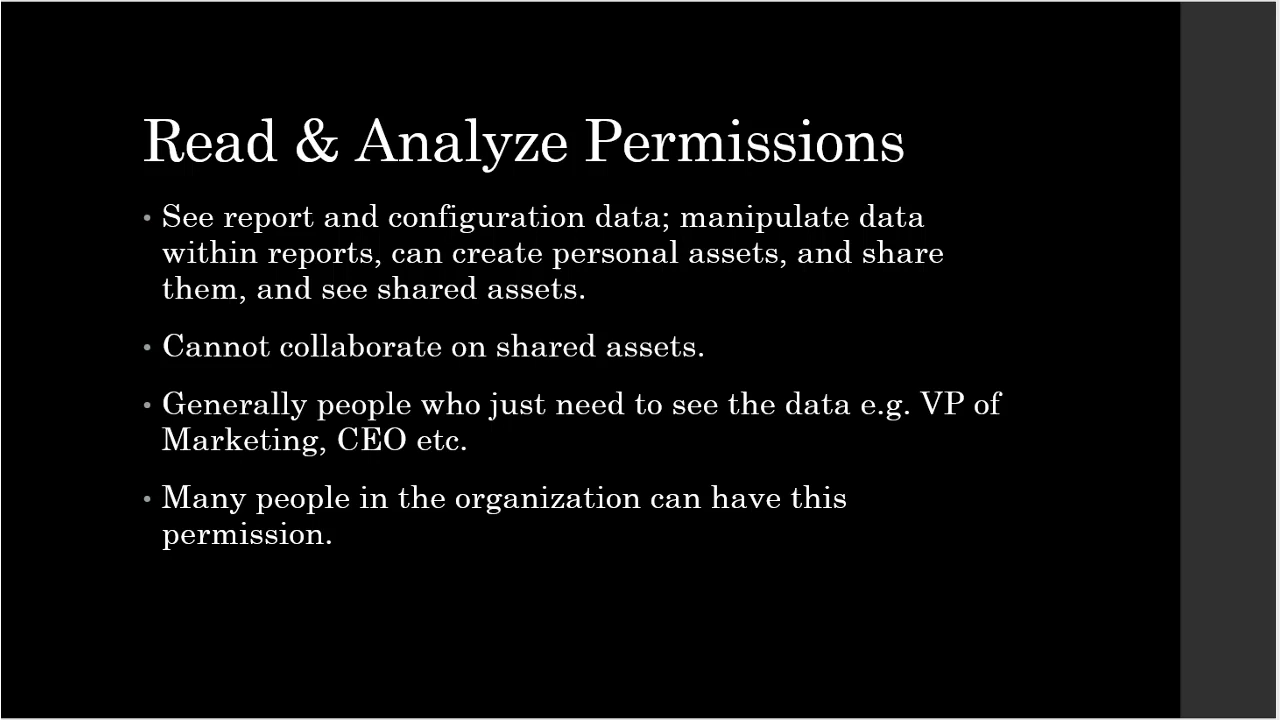 Read & Analyze Permissions
• See report and configuration data; manipulate data
within reports, can create personal assets, and share
them, and see shared assets.
• Cannot collaborate on shared assets.
• Generally people who just need to see the data e.g. VP of
Marketing, CEO etc.
• Many people in the organization can have this
permission.